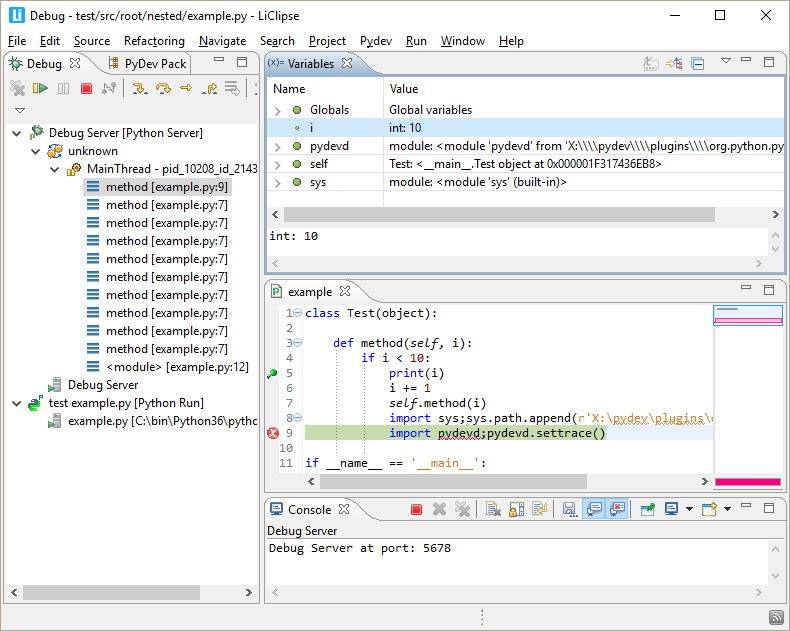 Debug - test/src/root/nested/example.py - LiClipse
File Edit Source Refactoring Navigate Search Project Pydev Run Window Help
Debug
PyDev Pack
Debug Server [Python Server]
unknown
MainThread - pid_10208_id_2143
method [example.py:9]
method [example.py:7]
method [example.py:7]
method [example.py:7]
method [example.py:7]
method [example.py:7]
method [example.py:7]
method [example.py:7]
method [example.py:7]
method [example.py:7]
<module> [example.py:12]
Debug Server
test example.py [Python Run]
example.py [C:\bin\Python36\pytho
(x)= Variables
Name Value
Globals Global variables
i int: 10
pydevd module: <module 'pydevd' from 'X:\\\\pydev\\\\plugins\\\\org.python.py
self Test: <__main__.Test object at 0x000001F317436EB8>
sys module: <module 'sys' (built-in)>
int: 10
example
1 class Test(object):
2
3 def method(self, i):
4 if i < 10:
5 print(i)
6 i += 1
7 self.method(i)
8 import sys;sys.path.append(r'X:\pydev\plugins\
9 import pydevd;pydevd.settrace()
10
11 if __name__ == '__main__':
Console
Debug Server
Debug Server at port: 5678